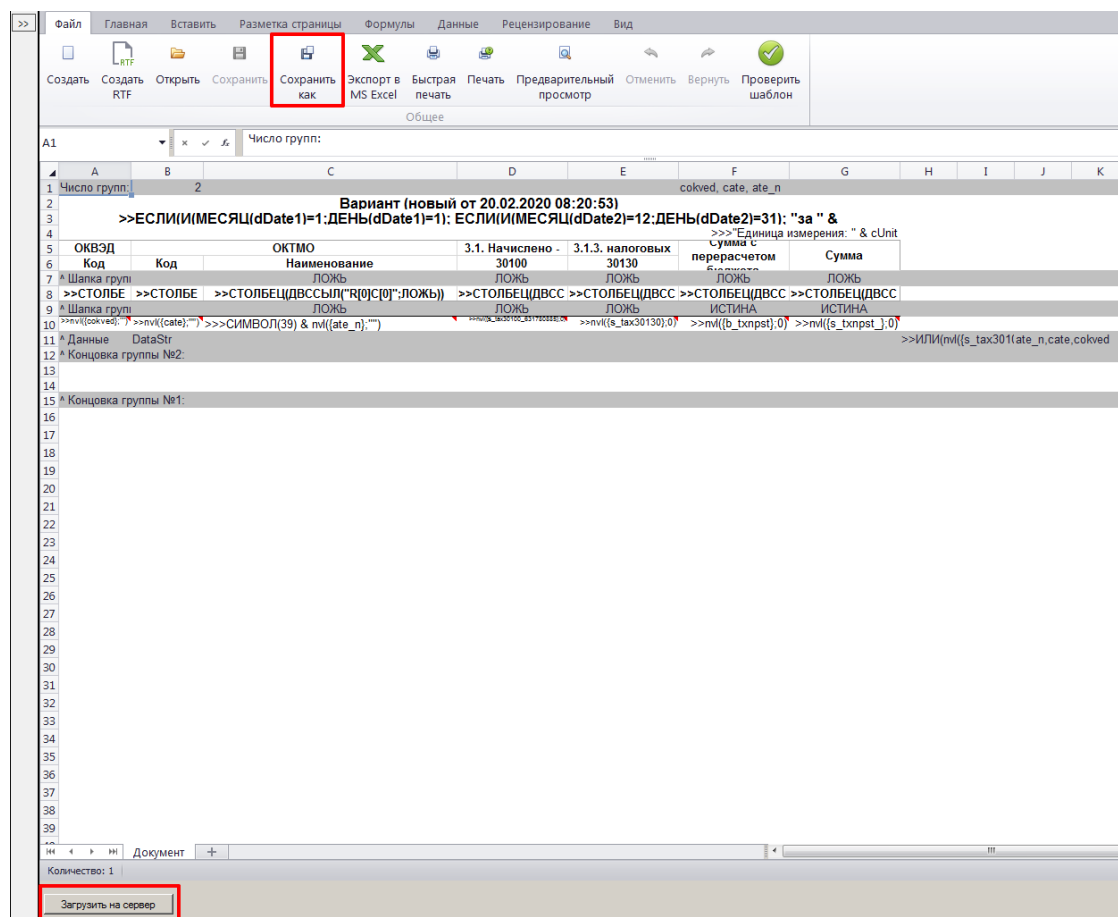 >>
Файл Главная Вставить Разметка страницы Формулы Данные Рецензирование Вид
RTF
Создать Создать Открыть Сохранить Сохранить Экспорт в Быстрая Печать Предварительный Отменить Вернуть Проверить
RTF как MS Excel печать просмотр шаблон
Общее
A1 Число групп:
A B C D E F G H I J K
1 Число групп: 2 cokved, cate, ate_n
2 Вариант (новый от 20.02.2020 08:20:53)
3 >>ЕСЛИ(И(МЕСЯЦ(dDate1)=1;ДЕНЬ(dDate1)=1); ЕСЛИ(И(МЕСЯЦ(dDate2)=12;ДЕНЬ(dDate2)=31); "за " &
4 >>>"Единица измерения: " & cUnit
5 ОКВЭД ОКТМО 3.1. Начислено - 3.1.3. налоговых Сумма с перерасчетом Сумма
6 Код Код Наименование 30100 30130
7 ^ Шапка груп ЛОЖЬ ЛОЖЬ ЛОЖЬ ЛОЖЬ ЛОЖЬ
8 >>СТОЛБЕ >>СТОЛБЕ >>СТОЛБЕЦ(ДВССЫЛ("R[0]C[0]";ЛОЖЬ)) >>СТОЛБЕЦ(ДВСС >>СТОЛБЕЦ(ДВСС >>СТОЛБЕЦ(ДВСС >>СТОЛБЕЦ(ДВСС
9 ^ Шапка груп ЛОЖЬ ЛОЖЬ ЛОЖЬ ИСТИНА ИСТИНА
10 >>nvl({cokved};"") >>nvl({cate};"") >>>СИМВОЛ(39) & nvl({ate_n};"") >>nvl({s_tax30130};0) >>nvl({b_txnpst};0) >>nvl({s_txnpst_};0)
11 ^ Данные DataStr >>ИЛИ(nvl({s_tax301(ate_n,cate,cokved
12 ^ Концовка группы №2:
13
14
15 ^ Концовка группы №1:
16
17
18
19
20
21
22
23
24
25
26
27
28
29
30
31
32
33
34
35
36
37
38
39
Документ
Количество: 1
Загрузить на сервер